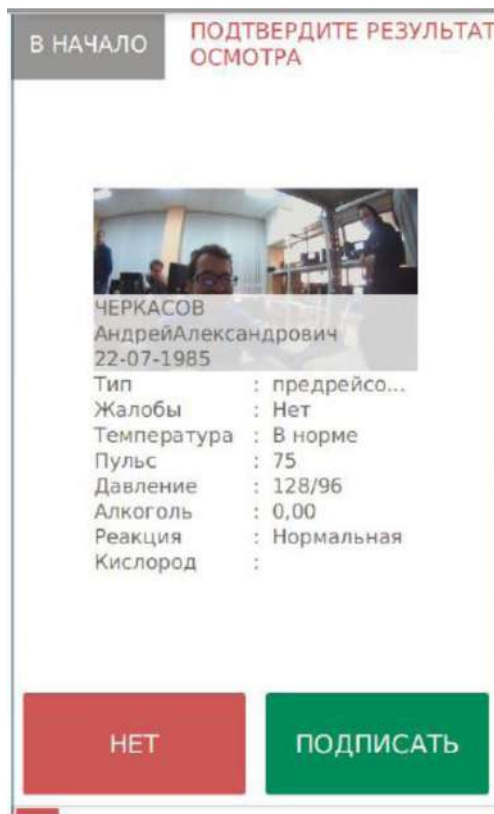 В НАЧАЛО
ПОДТВЕРДИТЕ РЕЗУЛЬТАТ
ОСМОТРА
ЧЕРКАСОВ
АндрейАлександрович
22-07-1985
Тип : предрейсо...
Жалобы : Нет
Температура : В норме
Пульс : 75
Давление : 128/96
Алкоголь : 0,00
Реакция : Нормальная
Кислород :
НЕТ
ПОДПИСАТЬ